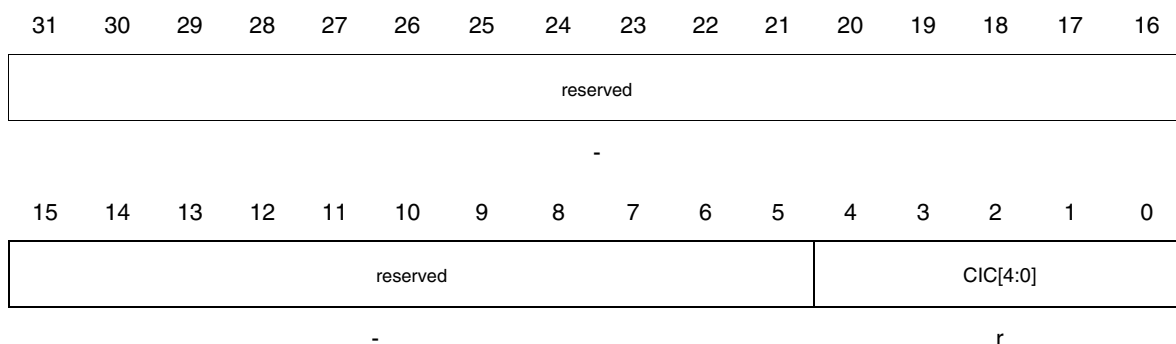 31 30 29 28 27 26 25 24 23 22 21 20 19 18 17 16
reserved
-
15 14 13 12 11 10 9 8 7 6 5 4 3 2 1 0
reserved CIC[4:0]
- r